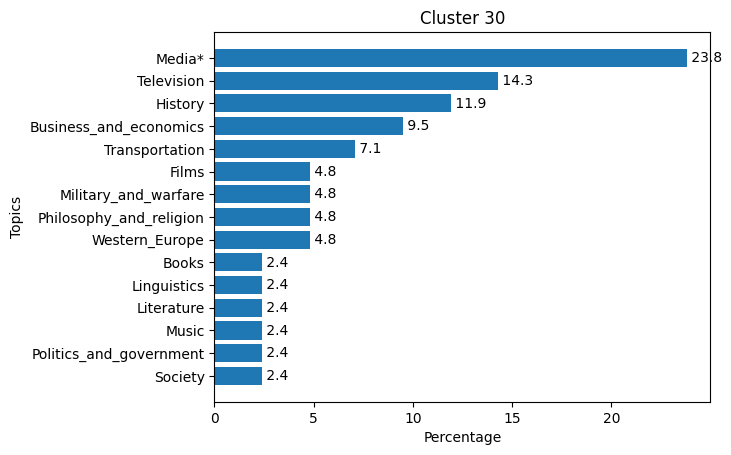 Cluster 30
Topics
Media* 23.8
Television 14.3
History 11.9
Business_and_economics 9.5
Transportation 7.1
Films 4.8
Military_and_warfare 4.8
Philosophy_and_religion 4.8
Western_Europe 4.8
Books 2.4
Linguistics 2.4
Literature 2.4
Music 2.4
Politics_and_government 2.4
Society 2.4
0 5 10 15 20
Percentage